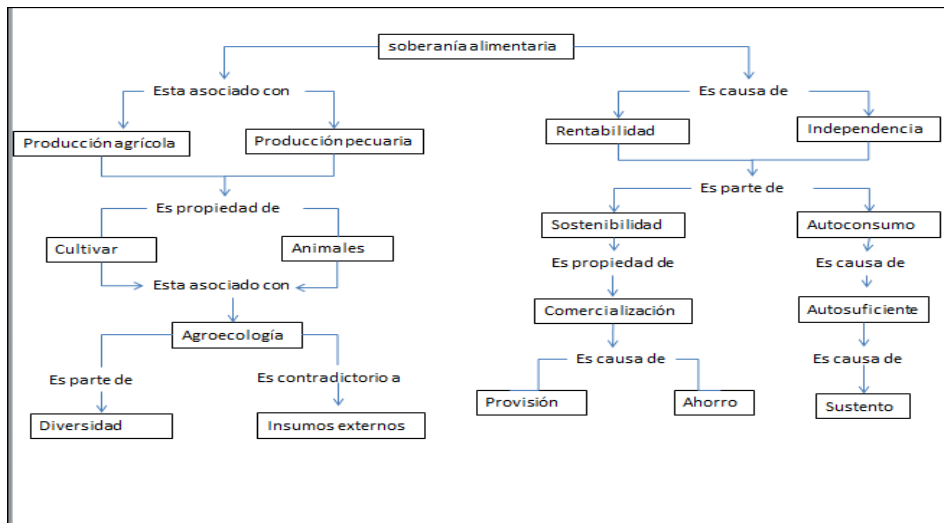 soberanía alimentaria
Esta asociado con
Es causa de
Producción agrícola
Producción pecuaria
Rentabilidad
Independencia
Es propiedad de
Es parte de
Cultivar
Animales
Sostenibilidad
Autoconsumo
Esta asociado con
Es propiedad de
Es causa de
Agroecología
Comercialización
Autosuficiente
Es parte de
Es contradictorio a
Es causa de
Es causa de
Diversidad
Insumos externos
Provisión
Ahorro
Sustento